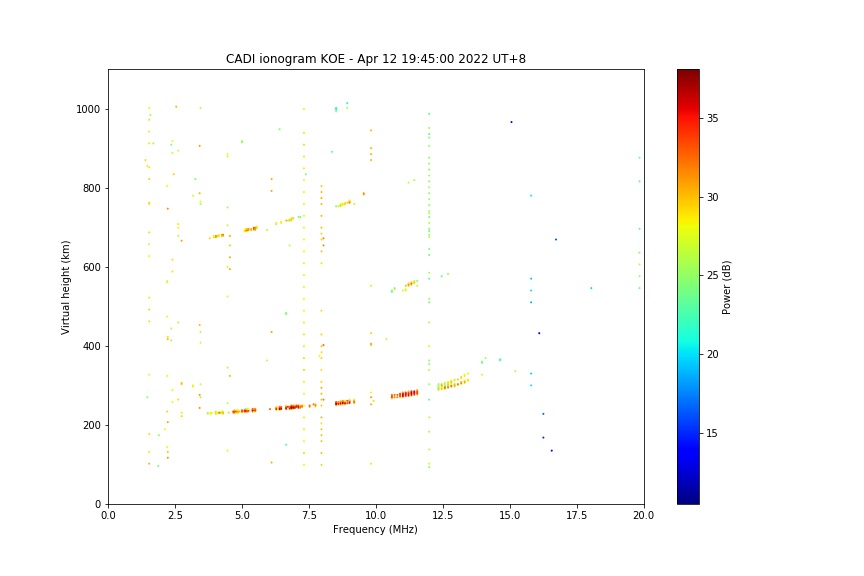 CADI ionogram KOE - Apr 12 19:45:00 2022 UT+8
1000
800
600
400
200
0
Virtual height (km)
0.0 2.5 5.0 7.5 10.0 12.5 15.0 17.5 20.0
Frequency (MHz)
35
30
25
20
15
Power (dB)